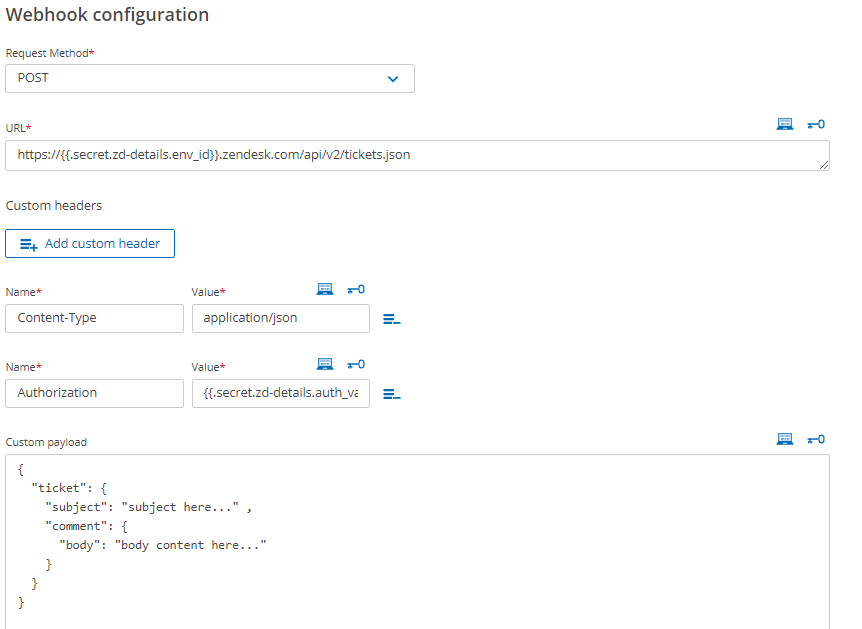 Webhook configuration
Request Method*
POST
URL*
https://{{.secret.zd-details.env_id}}.zendesk.com/api/v2/tickets.json
Custom headers
Add custom header
Name* Value*
Content-Type application/json
Name* Value*
Authorization {{.secret.zd-details.auth_va
Custom payload
{
  "ticket": {
    "subject": "subject here..." ,
    "comment": {
      "body": "body content here..."
    }
  }
}